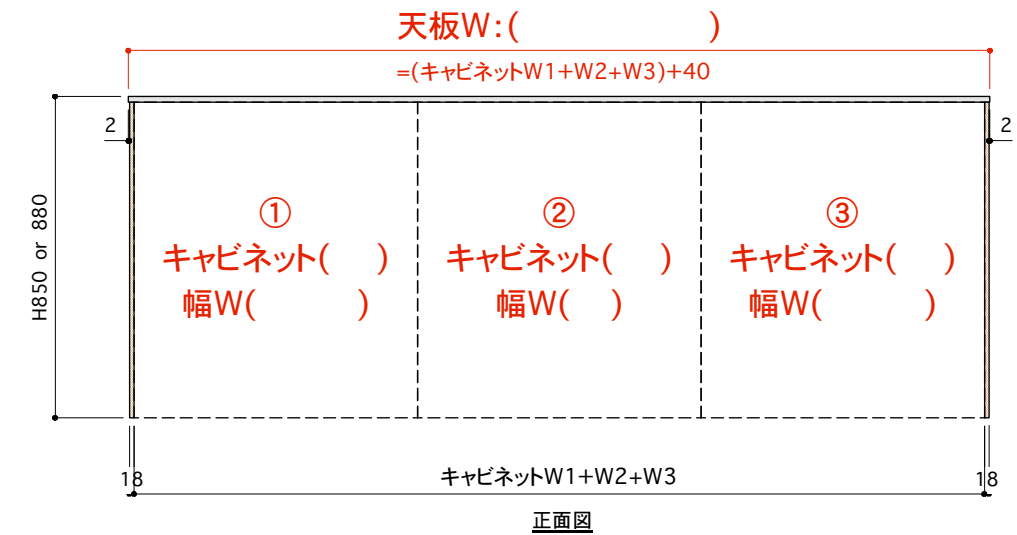 天板W:(　　　　　)
=(キャビネットW1+W2+W3)+40
2
2
H850 or 880
①
キャビネット(　)
幅W(　　　)
②
キャビネット(　)
幅W(　)
③
キャビネット(　)
幅W(　　　)
18
キャビネットW1+W2+W3
18
正面図